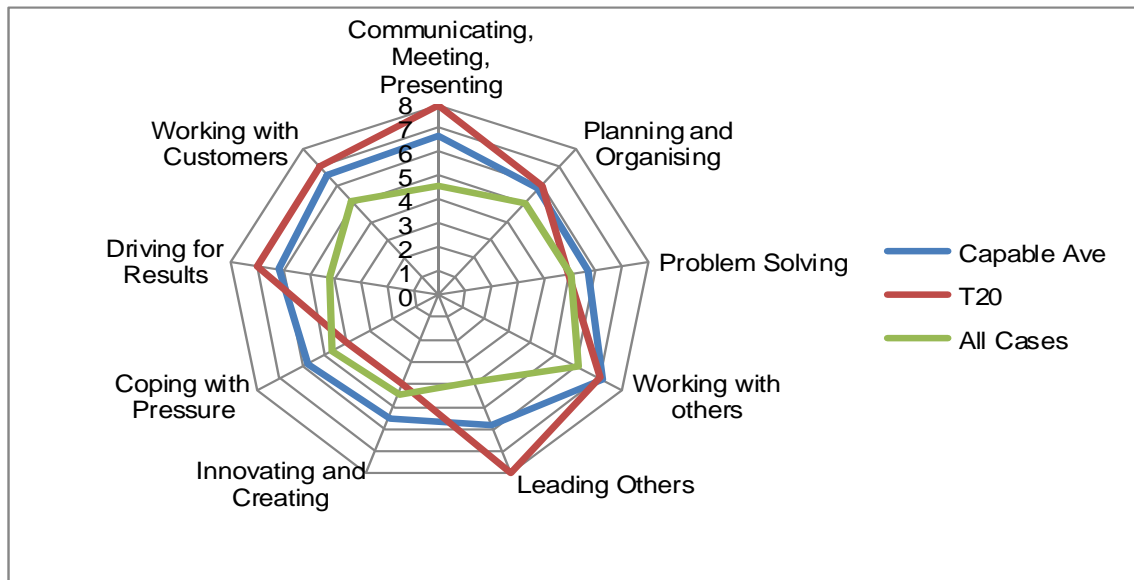 Communicating,
Meeting,
Presenting
8
7
6
5
4
3
2
1
0
Planning and
Organising
Problem Solving
Working with
others
Leading Others
Innovating and
Creating
Coping with
Pressure
Driving for
Results
Working with
Customers
Capable Ave
T20
All Cases